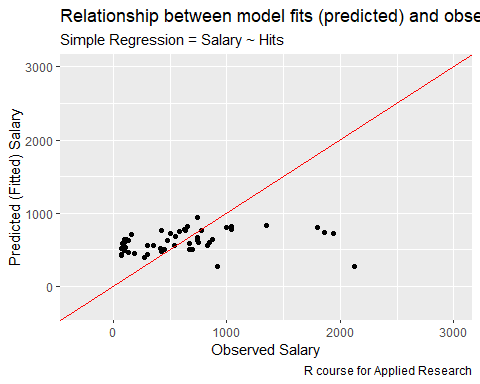 Relationship between model fits (predicted) and obse
Simple Regression = Salary ~ Hits
3000
2000
1000
0
Predicted (Fitted) Salary
0 1000 2000 3000
Observed Salary
R course for Applied Research